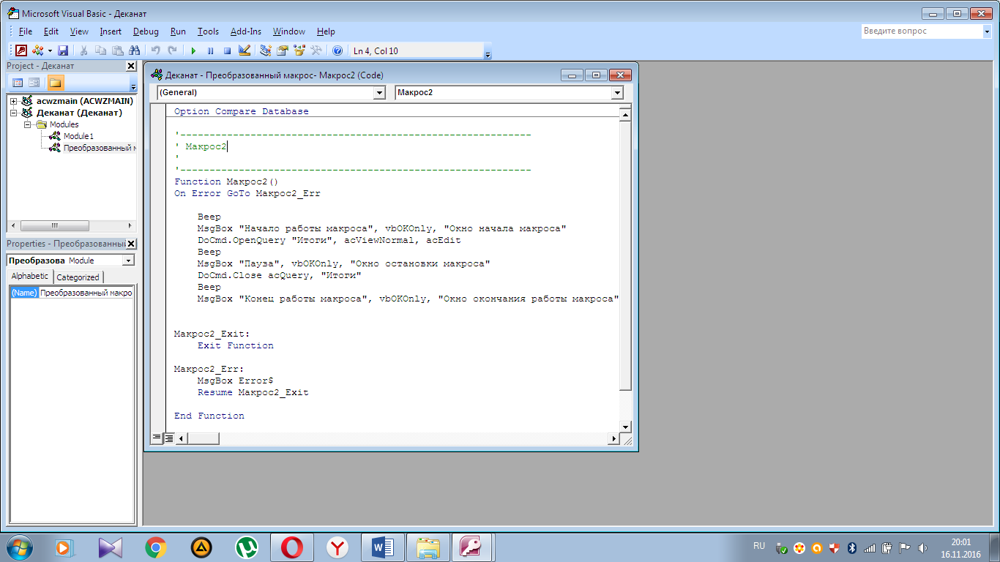 Microsoft Visual Basic - Деканат
File Edit View Insert Debug Run Tools Add-Ins Window Help
Введите вопрос
Ln 4, Col 10
Project - Деканат
acwzmain (ACWZMAIN)
Деканат (Деканат)
Modules
Module1
Преобразованный м
Properties - Преобразованный
Преобразова Module
Alphabetic Categorized
(Name) Преобразованный макро
Деканат - Преобразованный макрос- Макрос2 (Code)
(General) Макрос2
Option Compare Database
'------------------------------------------------------------
' Макрос2
'
'------------------------------------------------------------
Function Макрос2()
On Error GoTo Макрос2_Err
Beep
MsgBox "Начало работы макроса", vbOKOnly, "Окно начала макроса"
DoCmd.OpenQuery "Итоги", acViewNormal, acEdit
Beep
MsgBox "Пауза", vbOKOnly, "Окно остановки макроса"
DoCmd.Close acQuery, "Итоги"
Beep
MsgBox "Конец работы макроса", vbOKOnly, "Окно окончания работы макроса"
Макрос2_Exit:
Exit Function
Макрос2_Err:
MsgBox Error$
Resume Макрос2_Exit
End Function
RU
20:01
16.11.2016